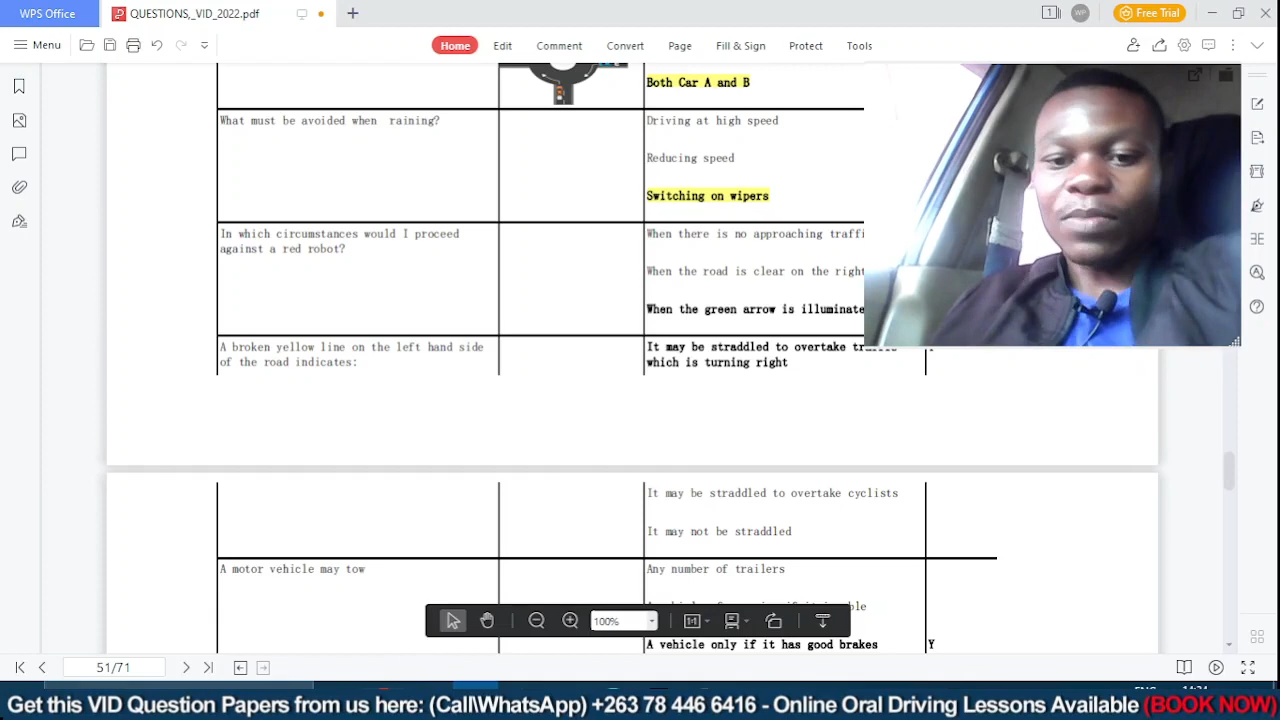 WPS Office
QUESTIONS,_VID_2022.pdf
1
WP
Free Trial
Menu
Home
Edit
Comment
Convert
Page
Fill & Sign
Protect
Tools
Both Car A and B
What must be avoided when raining?
Driving at high speed
Reducing speed
Switching on wipers
In which circumstances would I proceed
against a red robot?
When there is no approaching traffi
When the road is clear on the right
When the green arrow is illuminate
A broken yellow line on the left hand side
of the road indicates:
It may be straddled to overtake
which is turning right
It may be straddled to overtake cyclists
It may not be straddled
A motor vehicle may tow
Any number of trailers
100%
A vehicle only if it has good brakes
Y
51/71
Get this VID Question Papers from us here: (Call\WhatsApp) +263 78 446 6416 - Online Oral Driving Lessons Available (BOOK NOW)